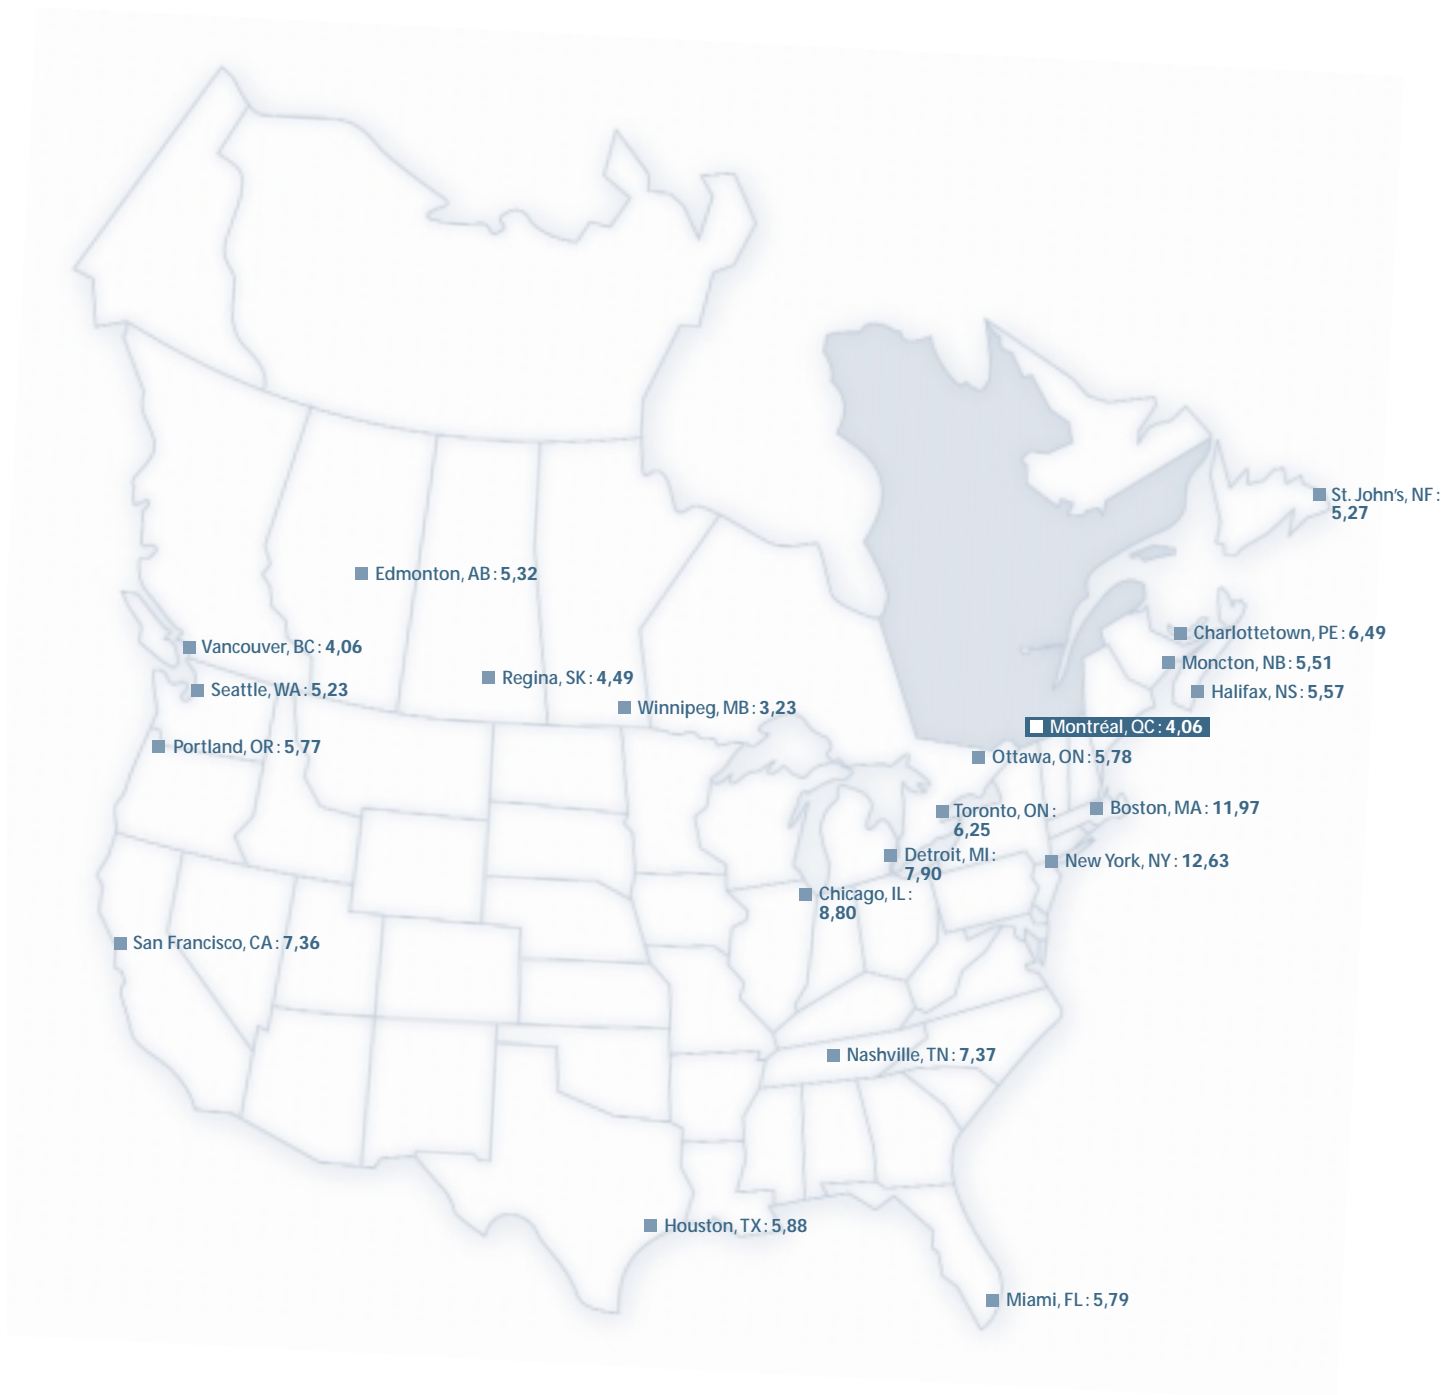 St. John's, NF :
5,27
Edmonton, AB : 5,32
Charlottetown, PE : 6,49
Vancouver, BC : 4,06
Moncton, NB : 5,51
Regina, SK : 4,49
Seattle, WA : 5,23
Halifax, NS : 5,57
Winnipeg, MB : 3,23
Montréal, QC : 4,06
Portland, OR : 5,77
Ottawa, ON : 5,78
Boston, MA : 11,97
Toronto, ON :
6,25
Detroit, MI :
7,90
New York, NY : 12,63
Chicago, IL :
8,80
San Francisco, CA : 7,36
Nashville, TN : 7,37
Houston, TX : 5,88
Miami, FL : 5,79